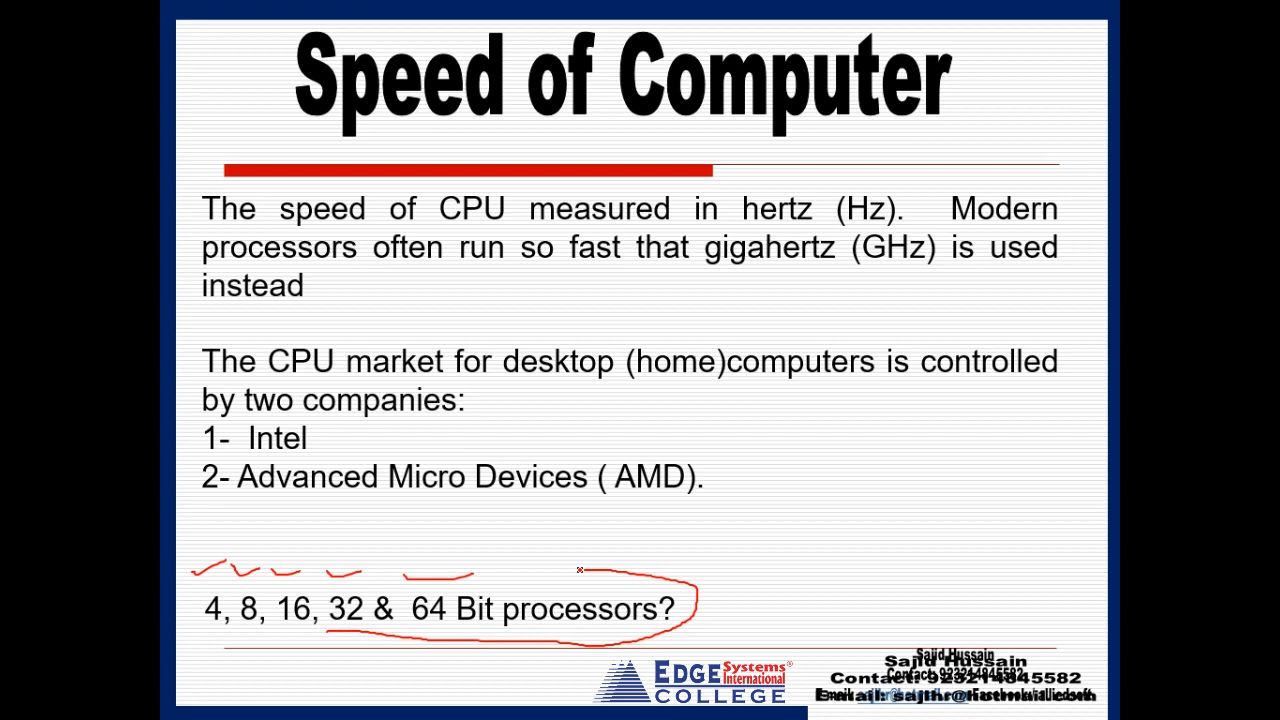 Speed of Computer
The speed of CPU measured in hertz (Hz). Modern
processors often run so fast that gigahertz (GHz) is used
instead
The CPU market for desktop (home)computers is controlled
by two companies:
1- Intel
2- Advanced Micro Devices ( AMD).
4, 8, 16, 32 & 64 Bit processors?
EDGE Systems® International
COLLEGE
Sajid Hussain
Sajid Hussain